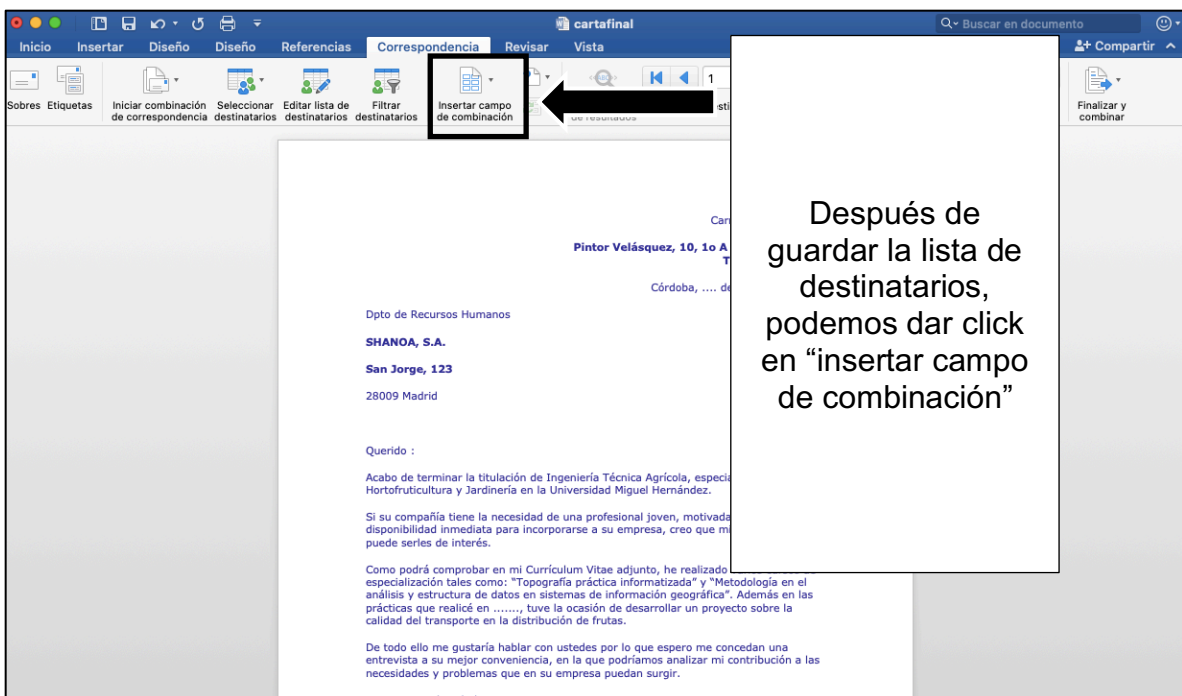 cartafinal
Buscar en documento
Inicio Insertar Diseño Diseño Referencias Correspondencia Revisar Vista
Compartir
Sobres Etiquetas
Iniciar combinación
de correspondencia
Seleccionar
destinatarios
Editar lista de
destinatarios
Filtrar
destinatarios
Insertar campo
de combinación
de resultados
1
Finalizar y
combinar
Pintor Velásquez, 10, 1o A
Córdoba, .... de
Dpto de Recursos Humanos
SHANOA, S.A.
San Jorge, 123
28009 Madrid
Querido :
Acabo de terminar la titulación de Ingeniería Técnica Agrícola,
Hortofruticultura y Jardinería en la Universidad Miguel Hernández.
Si su compañía tiene la necesidad de una profesional joven, motivada
disponibilidad inmediata para incorporarse a su empresa, creo que
puede serles de interés.
Como podrá comprobar en mi Currículum Vitae adjunto, he realizado
especialización tales como: “Topografía práctica informatizada” y “Metodología en el
análisis y estructura de datos en sistemas de información geográfica”. Además en las
prácticas que realicé en ......., tuve la ocasión de desarrollar un proyecto sobre la
calidad del transporte en la distribución de frutas.
De todo ello me gustaría hablar con ustedes por lo que espero me concedan una
entrevista a su mejor conveniencia, en la que podríamos analizar mi contribución a las
necesidades y problemas que en su empresa puedan surgir.
Después de
guardar la lista de
destinatarios,
podemos dar click
en “insertar campo
de combinación”